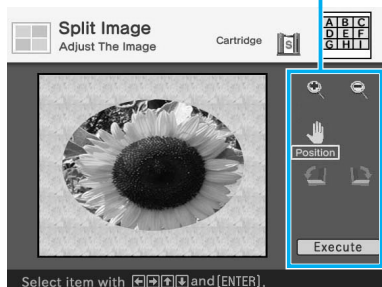 Split Image
Adjust The Image
Cartridge
S
A B C
D E F
G H I
Position
Execute
Select item with [←][→][↑][↓] and [ENTER].